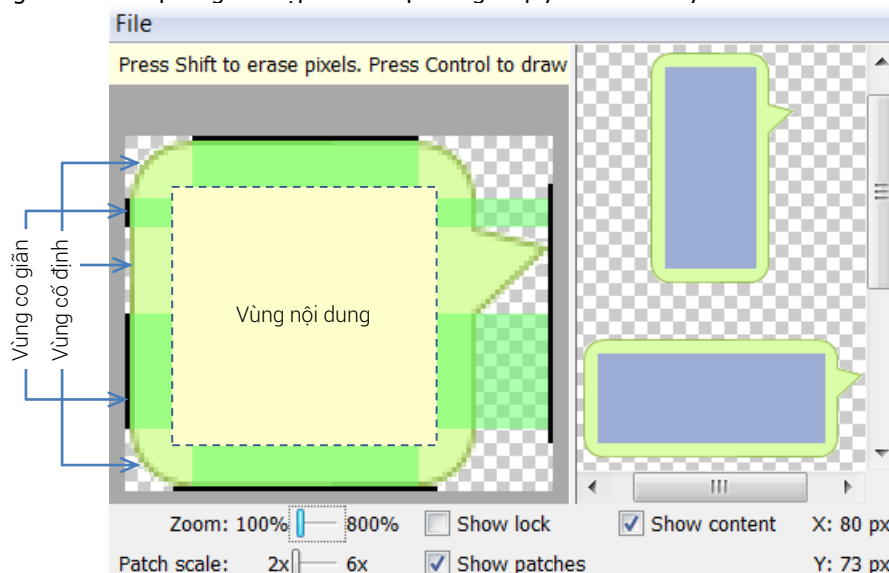 File
Press Shift to erase pixels. Press Control to draw
Vùng co giãn
Vùng cố định
Vùng nội dung
Zoom: 100% 800% Show lock Show content X: 80 px
Patch scale: 2x 6x Show patches Y: 73 px